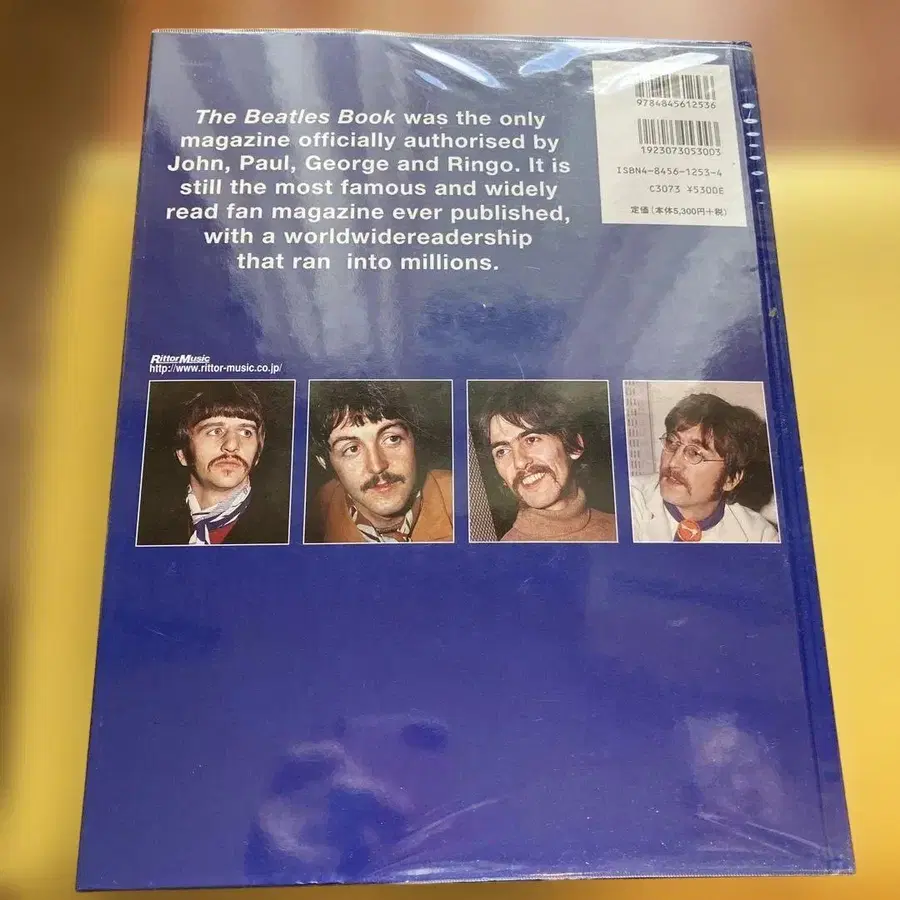 The Beatles Book was the only
magazine officially authorised by
John, Paul, George and Ringo. It is
still the most famous and widely
read fan magazine ever published,
with a worldwidereadership
that ran into millions.
9784845612536
1923073053003
ISBN4-8456-1253-4
C3073 ¥5300E
定価(本体5,300円+税)
RittorMusic
http://www.rittor-music.co.jp/